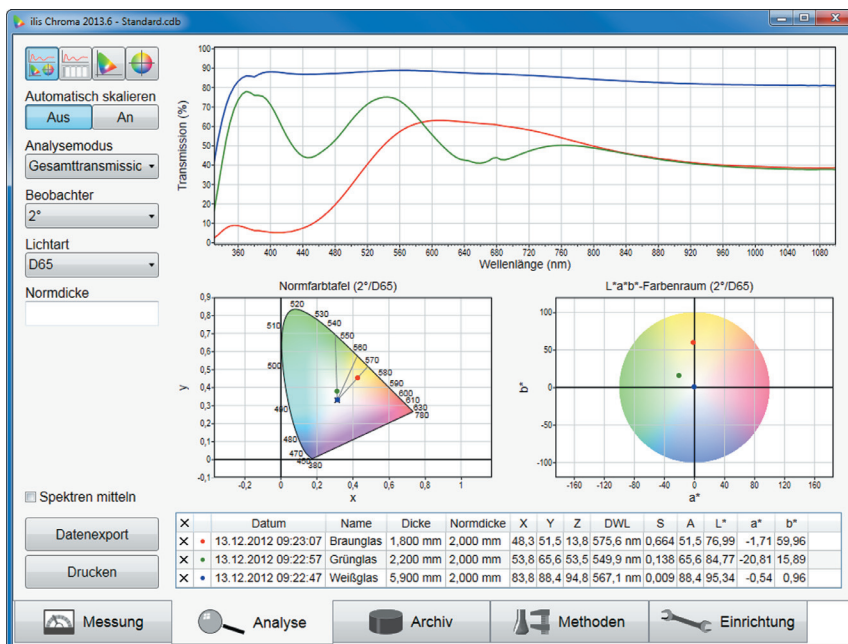 ilis Chroma 2013.6 - Standard.cdb
Automatisch skalieren
Aus An
Analysemodus
Gesamttransmissic
Beobachter
2°
Lichtart
D65
Normdicke
Spektren mitteln
Datenexport
Drucken
Transmission (%)
100
90
80
70
60
50
40
30
20
10
0
360 400 440 480 520 560 600 640 680 720 760 800 840 880 920 960 1000 1040 1080
Wellenlänge (nm)
Normfarbtafel (2°/D65)
y
0,9
0,8
0,7
0,6
0,5
0,4
0,3
0,2
0,1
0
-0,1
520
530
510
540
550
560
500
570
580
590
600
490
610
630
780
480
470
380
-0,2 0 0,2 0,4 0,6 0,8 1
x
L*a*b*-Farbenraum (2°/D65)
b*
100
50
0
-50
-100
-160 -120 -80 -40 0 40 80 120 160
a*
X Datum Name Dicke Normdicke X Y Z DWL S A L* a* b*
X 13.12.2012 09:23:07 Braunglas 1,800 mm 2,000 mm 48,3 51,5 13,8 575,6 nm 0,664 51,5 76,99 -1,71 59,96
X 13.12.2012 09:22:57 Grünglas 2,200 mm 2,000 mm 53,8 65,6 53,5 549,9 nm 0,138 65,6 84,77 -20,81 15,89
X 13.12.2012 09:22:47 Weißglas 5,900 mm 2,000 mm 83,8 88,4 94,8 567,1 nm 0,009 88,4 95,34 -0,54 0,96
Messung Analyse Archiv Methoden Einrichtung